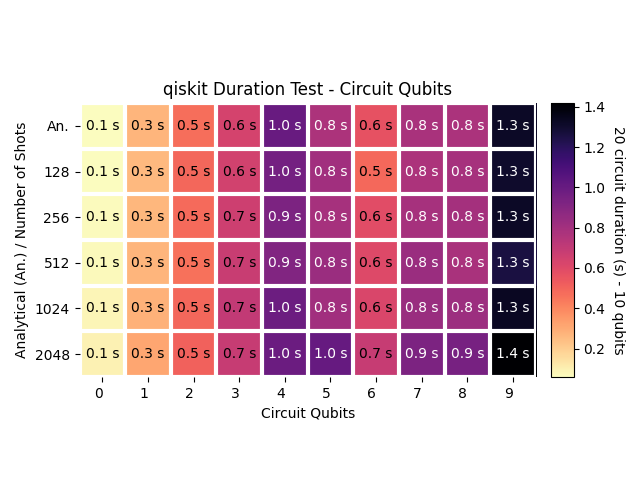 qiskit Duration Test - Circuit Qubits
Analytical (An.) / Number of Shots
An. 0.1 s 0.3 s 0.5 s 0.6 s 1.0 s 0.8 s 0.6 s 0.8 s 0.8 s 1.3 s
128 0.1 s 0.3 s 0.5 s 0.6 s 1.0 s 0.8 s 0.5 s 0.8 s 0.8 s 1.3 s
256 0.1 s 0.3 s 0.5 s 0.7 s 0.9 s 0.8 s 0.6 s 0.8 s 0.8 s 1.3 s
512 0.1 s 0.3 s 0.5 s 0.7 s 0.9 s 0.8 s 0.6 s 0.8 s 0.8 s 1.3 s
1024 0.1 s 0.3 s 0.5 s 0.7 s 1.0 s 0.8 s 0.6 s 0.8 s 0.8 s 1.3 s
2048 0.1 s 0.3 s 0.5 s 0.7 s 1.0 s 1.0 s 0.7 s 0.9 s 0.9 s 1.4 s
0 1 2 3 4 5 6 7 8 9
Circuit Qubits
1.4
1.2
1.0
0.8
0.6
0.4
0.2
20 circuit duration (s) - 10 qubits